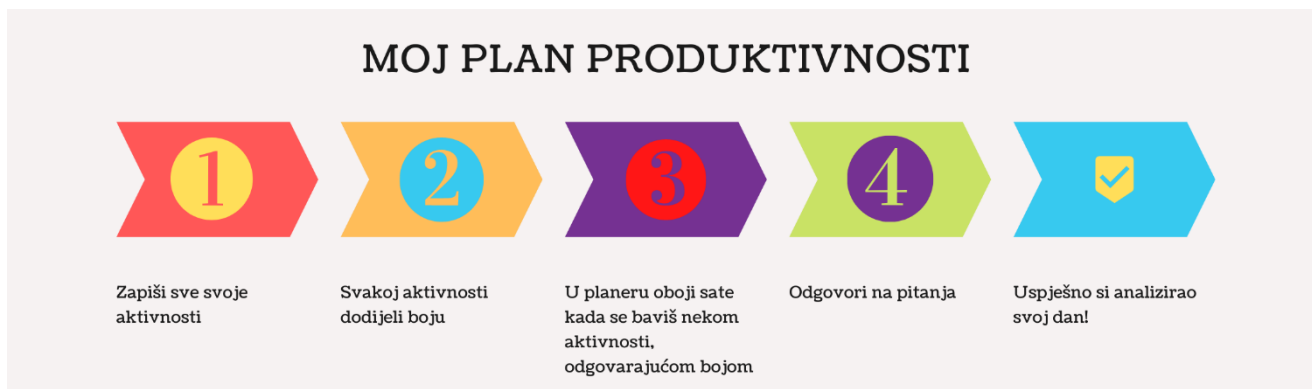 MOJ PLAN PRODUKTIVNOSTI
1
2
3
4
Zapiši sve svoje
aktivnosti
Svakoj aktivnosti
dodijeli boju
U planeru oboji sate
kada se baviš nekom
aktivnosti,
odgovarajućom bojom
Odgovori na pitanja
Uspješno si analizirao
svoj dan!